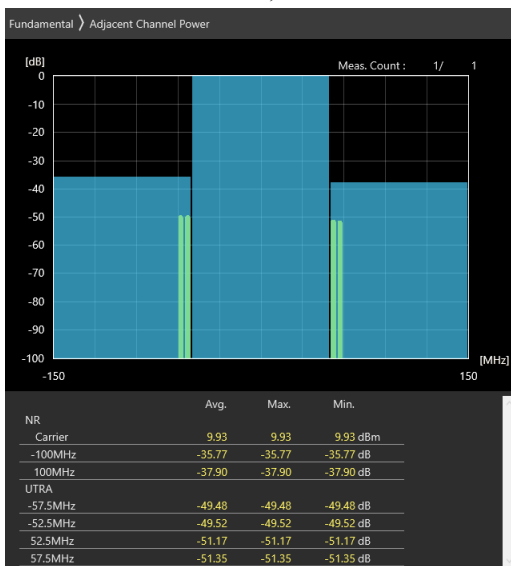 Fundamental 〉 Adjacent Channel Power
[dB]
Meas. Count : 1/ 1
0
-10
-20
-30
-40
-50
-60
-70
-80
-90
-100
[MHz]
-150 150
Avg. Max. Min.
NR
Carrier 9.93 9.93 9.93 dBm
-100MHz -35.77 -35.77 -35.77 dB
100MHz -37.90 -37.90 -37.90 dB
UTRA
-57.5MHz -49.48 -49.48 -49.48 dB
-52.5MHz -49.52 -49.52 -49.52 dB
52.5MHz -51.17 -51.17 -51.17 dB
57.5MHz -51.35 -51.35 -51.35 dB